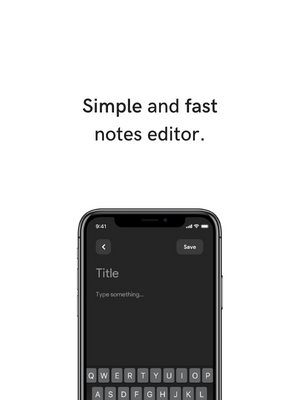 Simple and fast
notes editor.
9:41
Save
Title
Type something...
Q W E R T Y U I O P
A S D F G H J K L